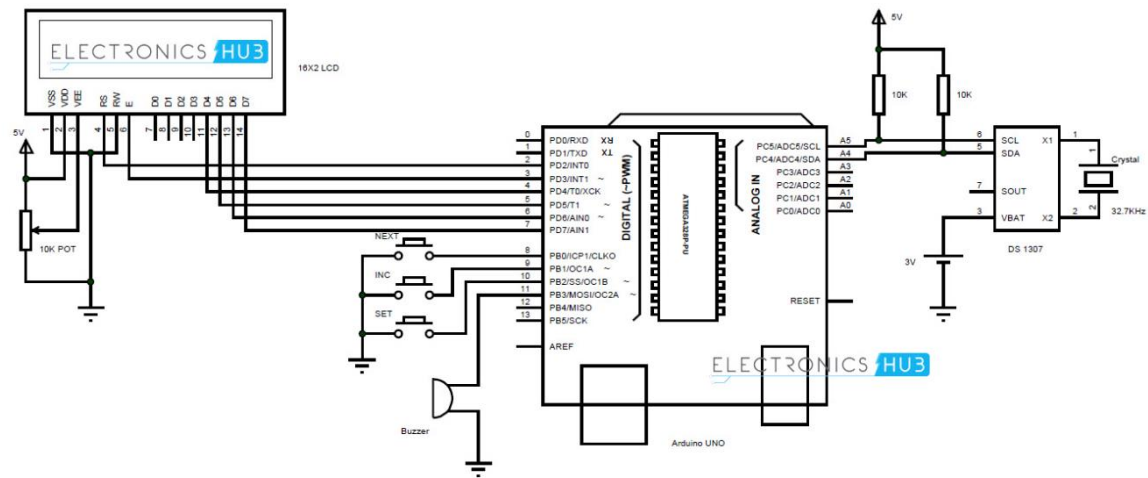 ELECTRONICS HU3
16X2 LCD
VSS VDD VEE RS RW E D0 D1 D2 D3 D4 D5 D6 D7
1 2 3 4 5 6 7 8 9 10 11 12 13 14
5V
10K POT
NEXT
INC
SET
Buzzer
0 PD0/RXD RX
1 PD1/TXD TX
2 PD2/INT0
3 PD3/INT1 ~
4 PD4/T0/XCK
5 PD5/T1 ~
6 PD6/AIN0 ~
7 PD7/AIN1
8 PB0/ICP1/CLKO
9 PB1/OC1A ~
10 PB2/SS/OC1B ~
11 PB3/MOSI/OC2A ~
12 PB4/MISO
13 PB5/SCK
AREF
DIGITAL (~PWM)
ATMEGA328P-PU
ANALOG IN
PC5/ADC5/SCL A5
PC4/ADC4/SDA A4
PC3/ADC3 A3
PC2/ADC2 A2
PC1/ADC1 A1
PC0/ADC0 A0
RESET
ELECTRONICS HU3
Arduino UNO
5V
10K
10K
6 SCL X1 1
5 SDA
7 SOUT
3 VBAT X2 2
DS 1307
3V
1
Crystal
2
32.7KHz